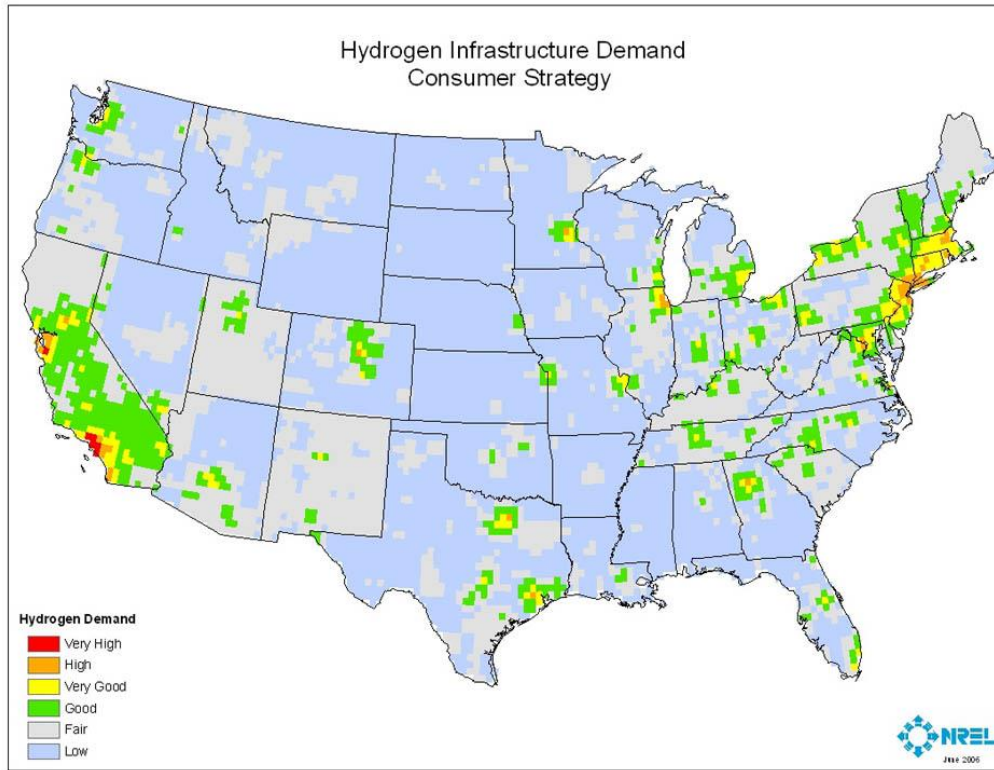 Hydrogen Infrastructure Demand
Consumer Strategy
Hydrogen Demand
Very High
High
Very Good
Good
Fair
Low
NREL
June 2006